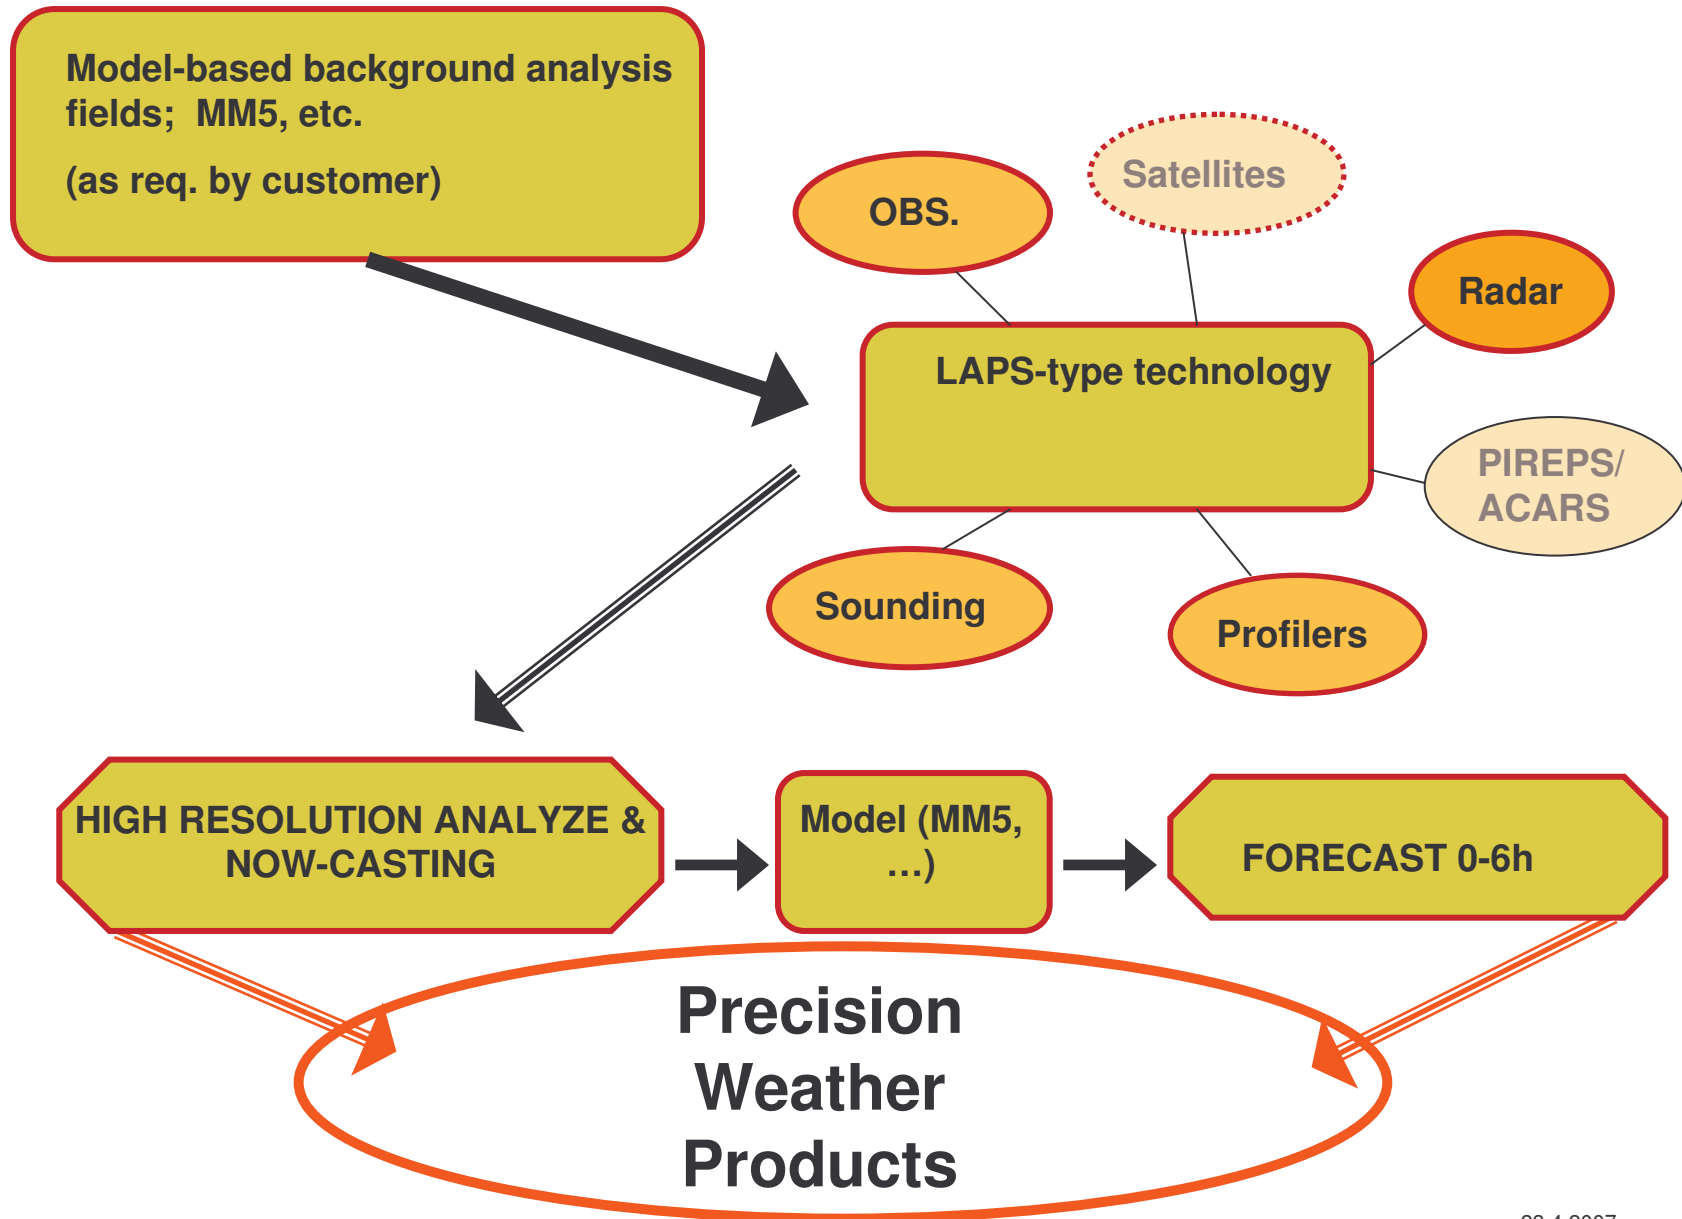 Model-based background analysis
fields; MM5, etc.
(as req. by customer)
Satellites
OBS.
Radar
LAPS-type technology
PIREPS/
ACARS
Sounding
Profilers
HIGH RESOLUTION ANALYZE &
NOW-CASTING
Model (MM5,
...)
FORECAST 0-6h
Precision
Weather
Products